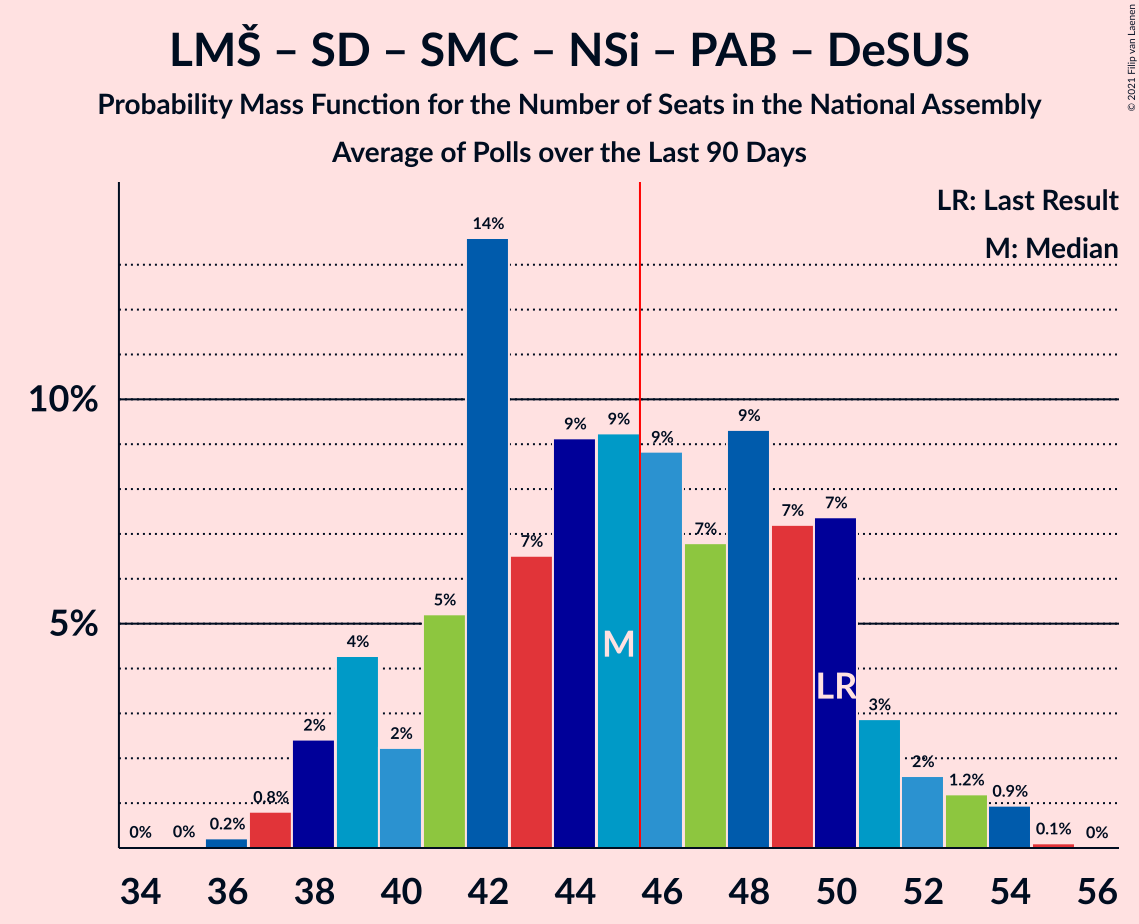 LMŠ – SD – SMC – NSi – PAB – DeSUS
Probability Mass Function for the Number of Seats in the National Assembly
Average of Polls over the Last 90 Days
© 2021 Filip van Laenen
LR: Last Result
M: Median
10%
5%
0%
0%
0.2%
0.8%
2%
4%
2%
5%
14%
7%
9%
9%
9%
7%
9%
7%
7%
3%
2%
1.2%
0.9%
0.1%
0%
M
LR
34 36 38 40 42 44 46 48 50 52 54 56